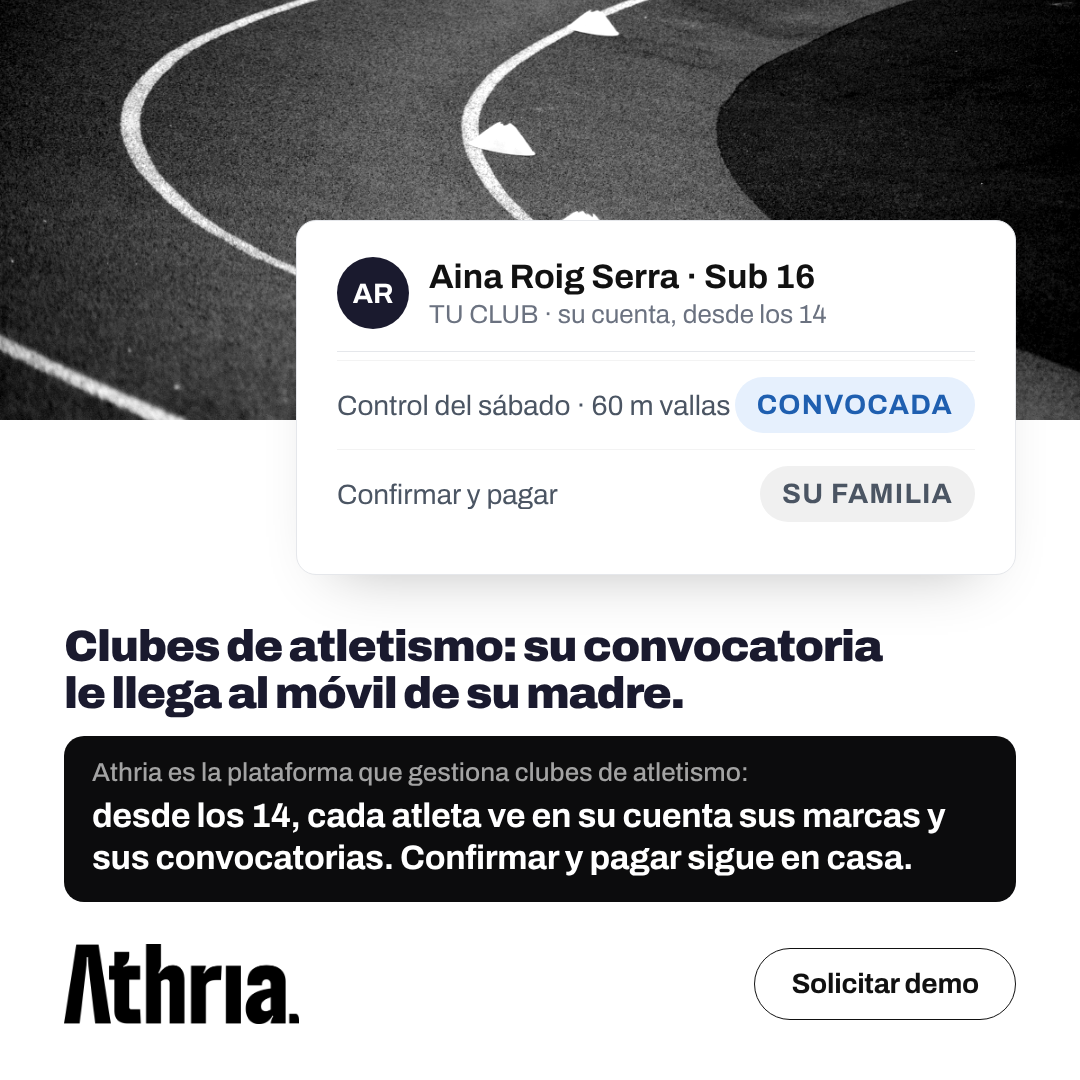 AR
Aina Roig Serra · Sub 16
TU CLUB · su cuenta, desde los 14
Control del sábado · 60 m vallas
CONVOCADA
Confirmar y pagar
SU FAMILIA
Clubes de atletismo: su convocatoria
le llega al móvil de su madre.
Athria es la plataforma que gestiona clubes de atletismo:
desde los 14, cada atleta ve en su cuenta sus marcas y
sus convocatorias. Confirmar y pagar sigue en casa.
Athria.
Solicitar demo